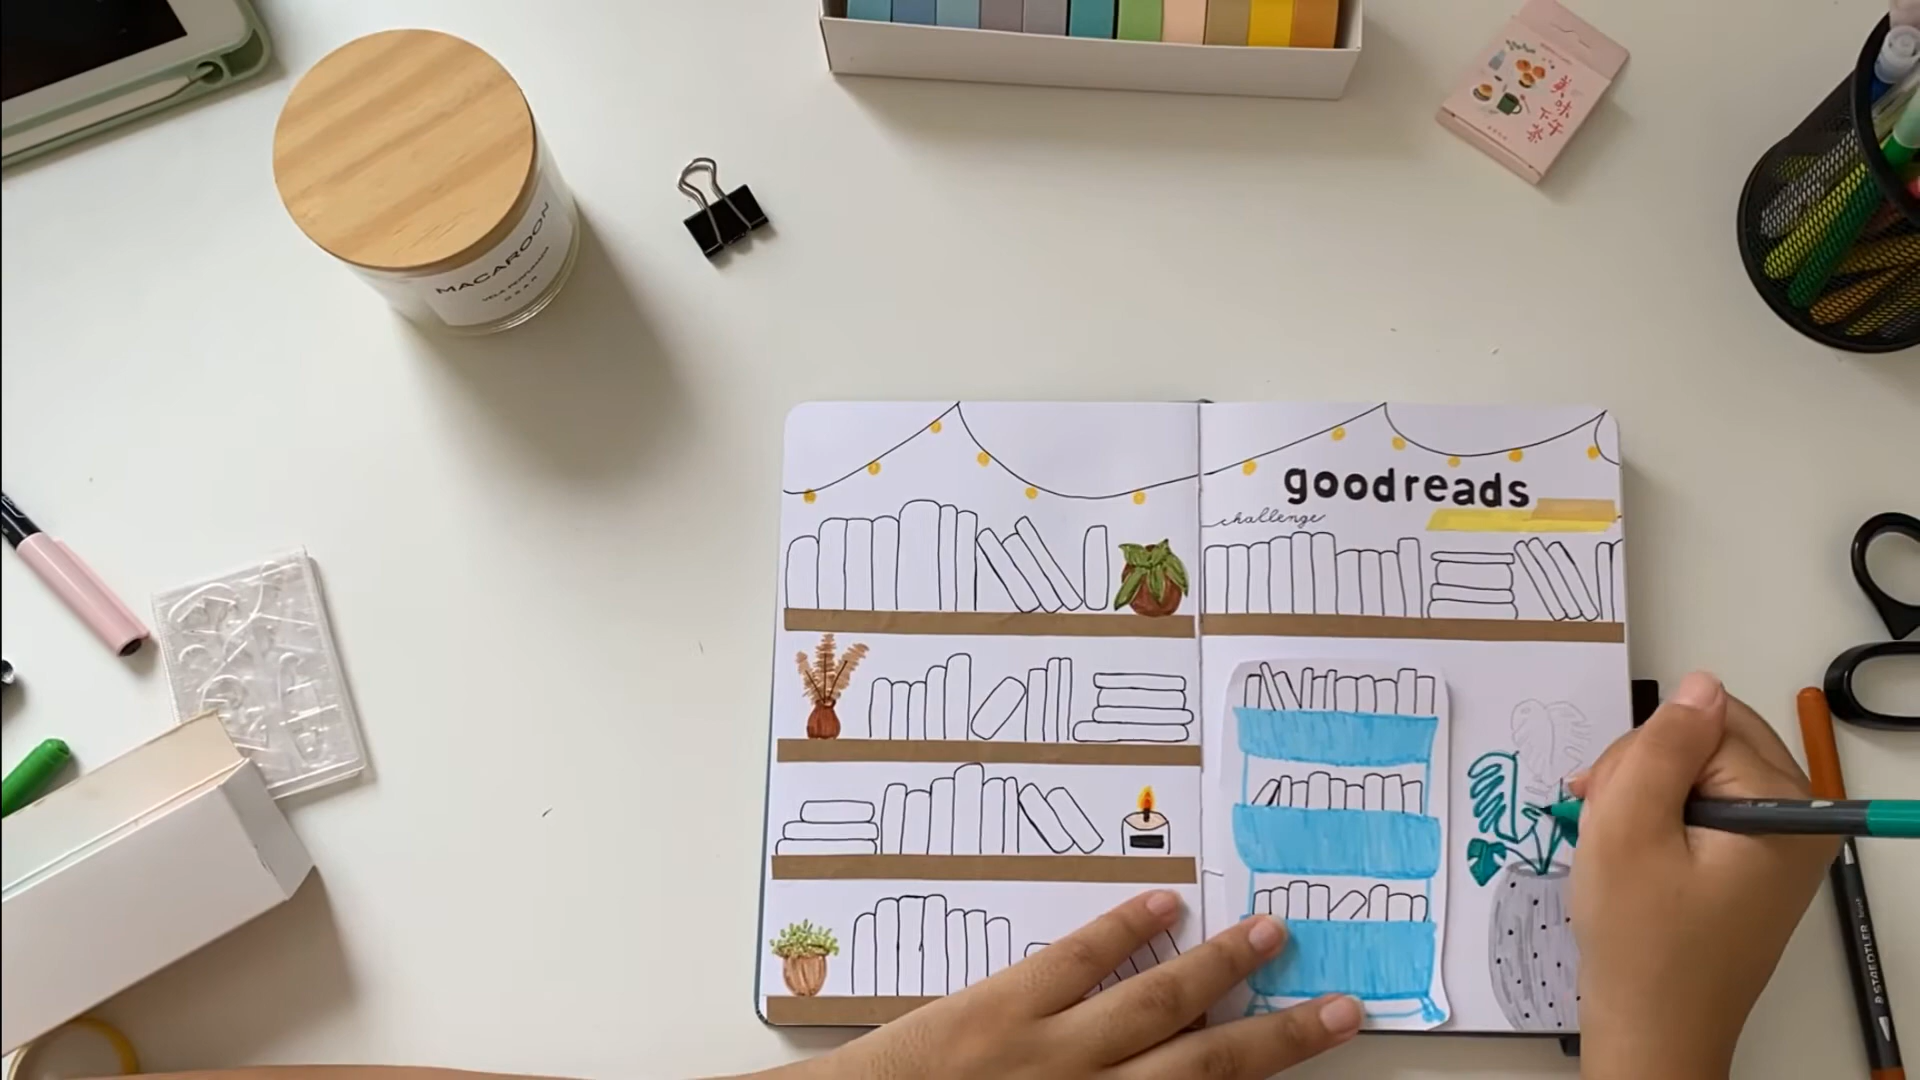 MACAROON
美味
下午
茶
goodreads
challenge
STAEDTLER